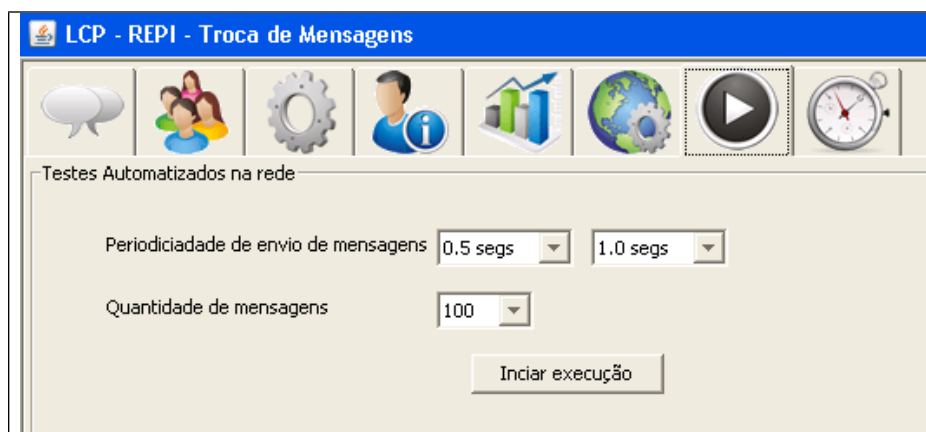 LCP - REPI - Troca de Mensagens
Testes Automatizados na rede
Periodiciadade de envio de mensagens 0.5 segs 1.0 segs
Quantidade de mensagens 100
Inciar execução